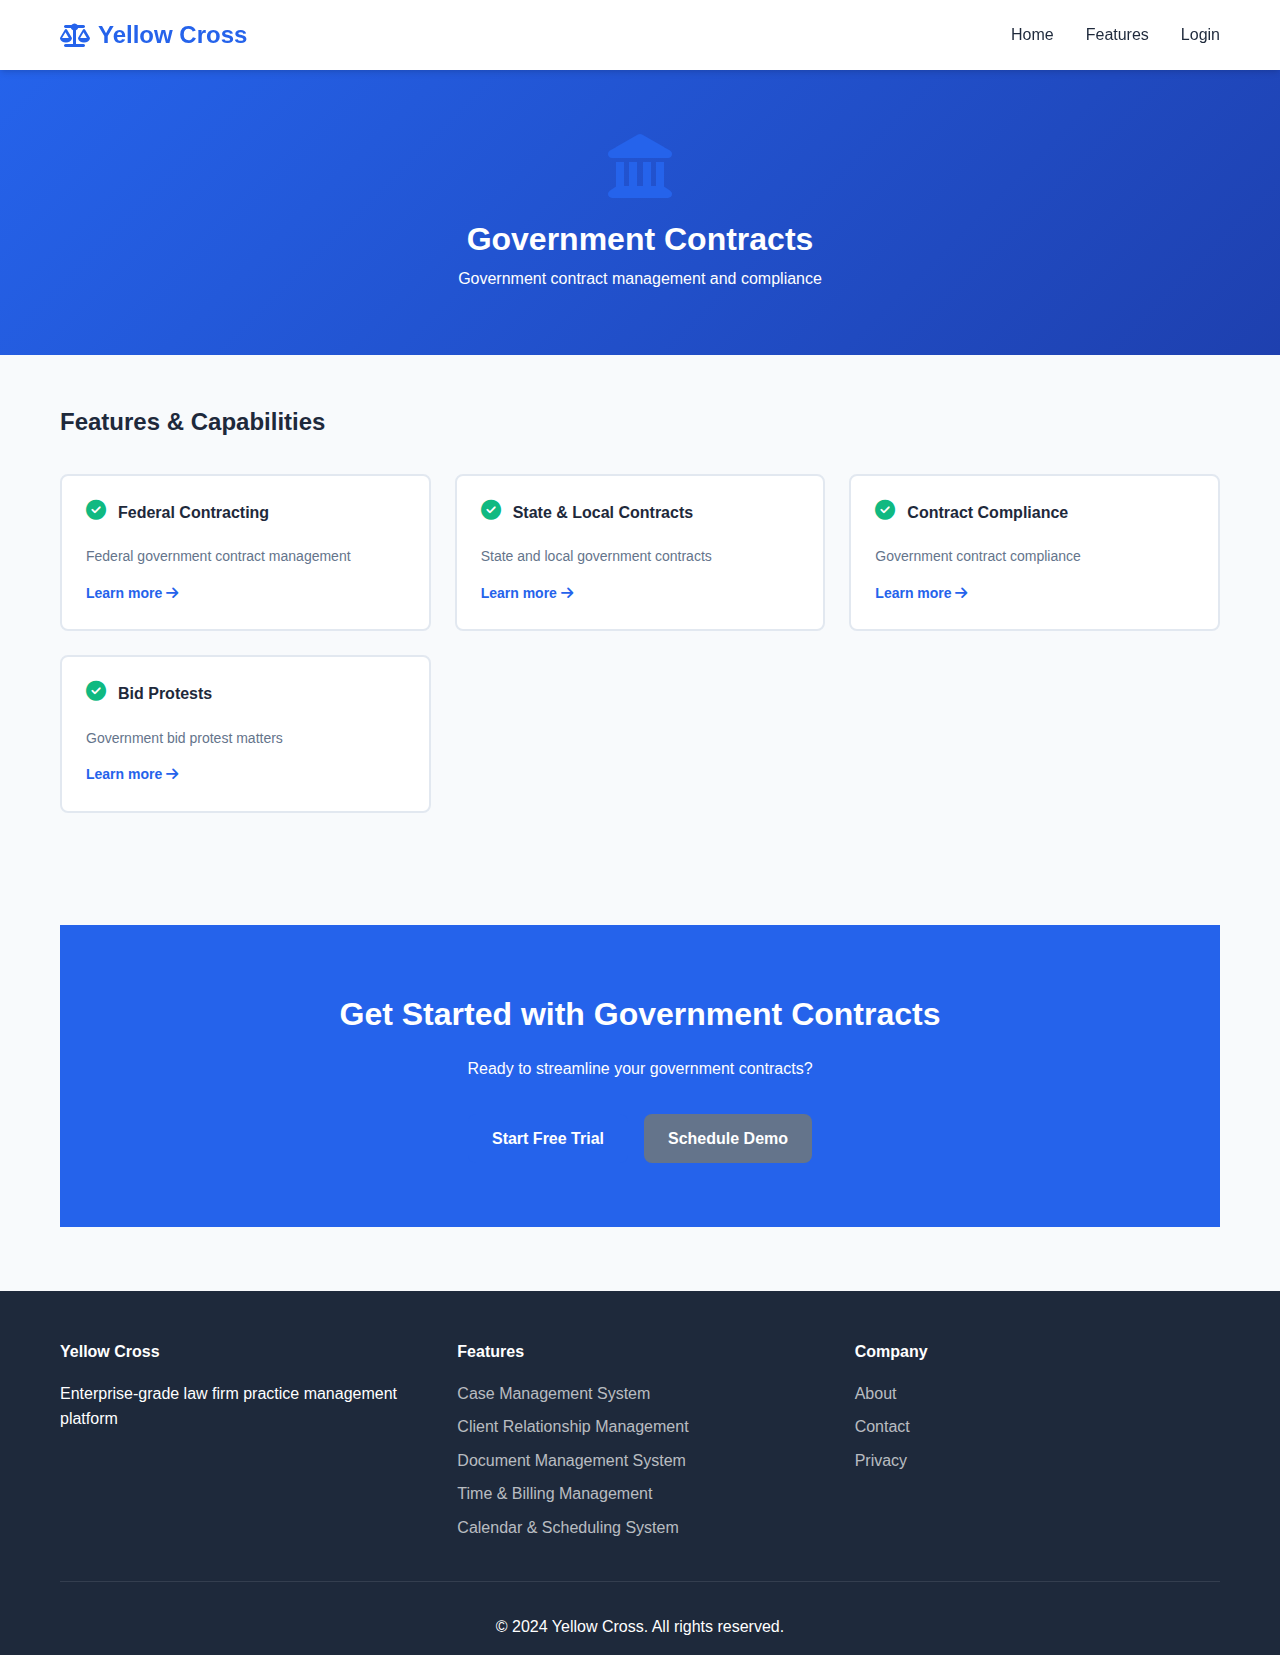 Yellow Cross
Home Features Login
Government Contracts
Government contract management and compliance
Features & Capabilities
Federal Contracting
Federal government contract management
Learn more
State & Local Contracts
State and local government contracts
Learn more
Contract Compliance
Government contract compliance
Learn more
Bid Protests
Government bid protest matters
Learn more
Get Started with Government Contracts
Ready to streamline your government contracts?
Start Free Trial
Schedule Demo
Yellow Cross
Enterprise-grade law firm practice management
platform
Features
Case Management System
Client Relationship Management
Document Management System
Time & Billing Management
Calendar & Scheduling System
Company
About
Contact
Privacy
© 2024 Yellow Cross. All rights reserved.